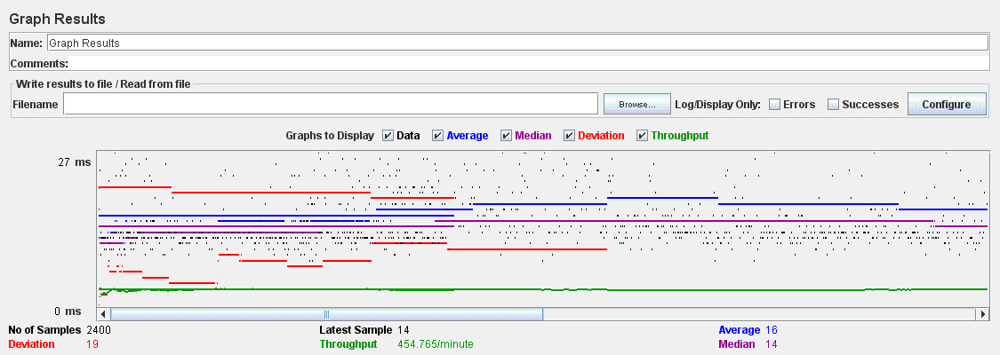 Graph Results
Name: Graph Results
Comments:
Write results to file / Read from file
Filename Browse... Log/Display Only: Errors Successes Configure
Graphs to Display Data Average Median Deviation Throughput
27 ms
0 ms
No of Samples 2400 Latest Sample 14 Average 16
Deviation 19 Throughput 454.765/minute Median 14